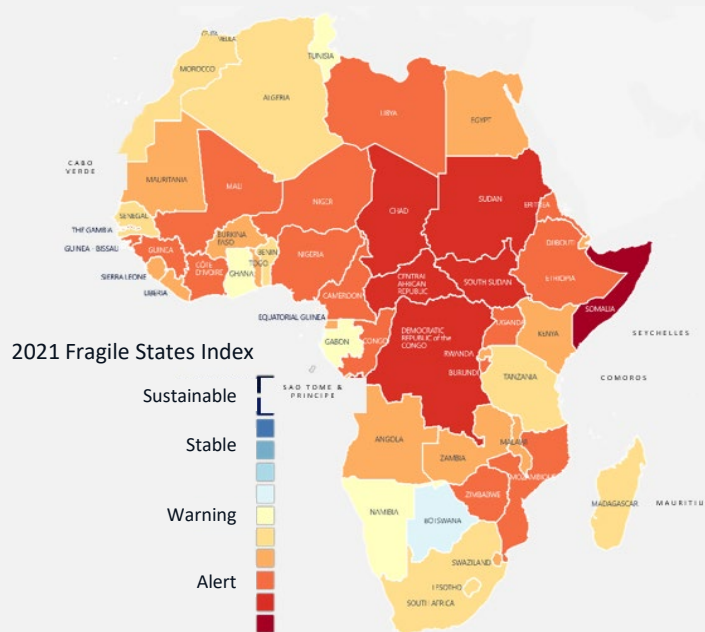 CEUTA
MELILLA
TUNISIA
MOROCCO
ALGERIA
LIBYA
EGYPT
CABO
VERDE
MAURITANIA
MALI
NIGER
CHAD
SUDAN
ERITREA
SENEGAL
THE GAMBIA
GUINEA - BISSAU
GUINEA
BURKINA
FASO
BENIN
TOGO
NIGERIA
DJIBOUTI
SIERRA LEONE
CÔTE
D'IVOIRE
GHANA
CENTRAL
AFRICAN
REPUBLIC
SOUTH SUDAN
ETHIOPIA
LIBERIA
CAMEROON
SOMALIA
EQUATORIAL GUINEA
DEMOCRATIC
REPUBLIC of the
CONGO
UGANDA
KENYA
SEYCHELLES
GABON
CONGO
RWANDA
BURUNDI
2021 Fragile States Index
TANZANIA
COMOROS
SAO TOME &
PRINCIPE
Sustainable
Stable
ANGOLA
MALAWI
ZAMBIA
MOZAMBIQUE
ZIMBABWE
MADAGASCAR
MAURITIU
Warning
NAMIBIA
BOTSWANA
SWAZILAND
Alert
LESOTHO
SOUTH AFRICA